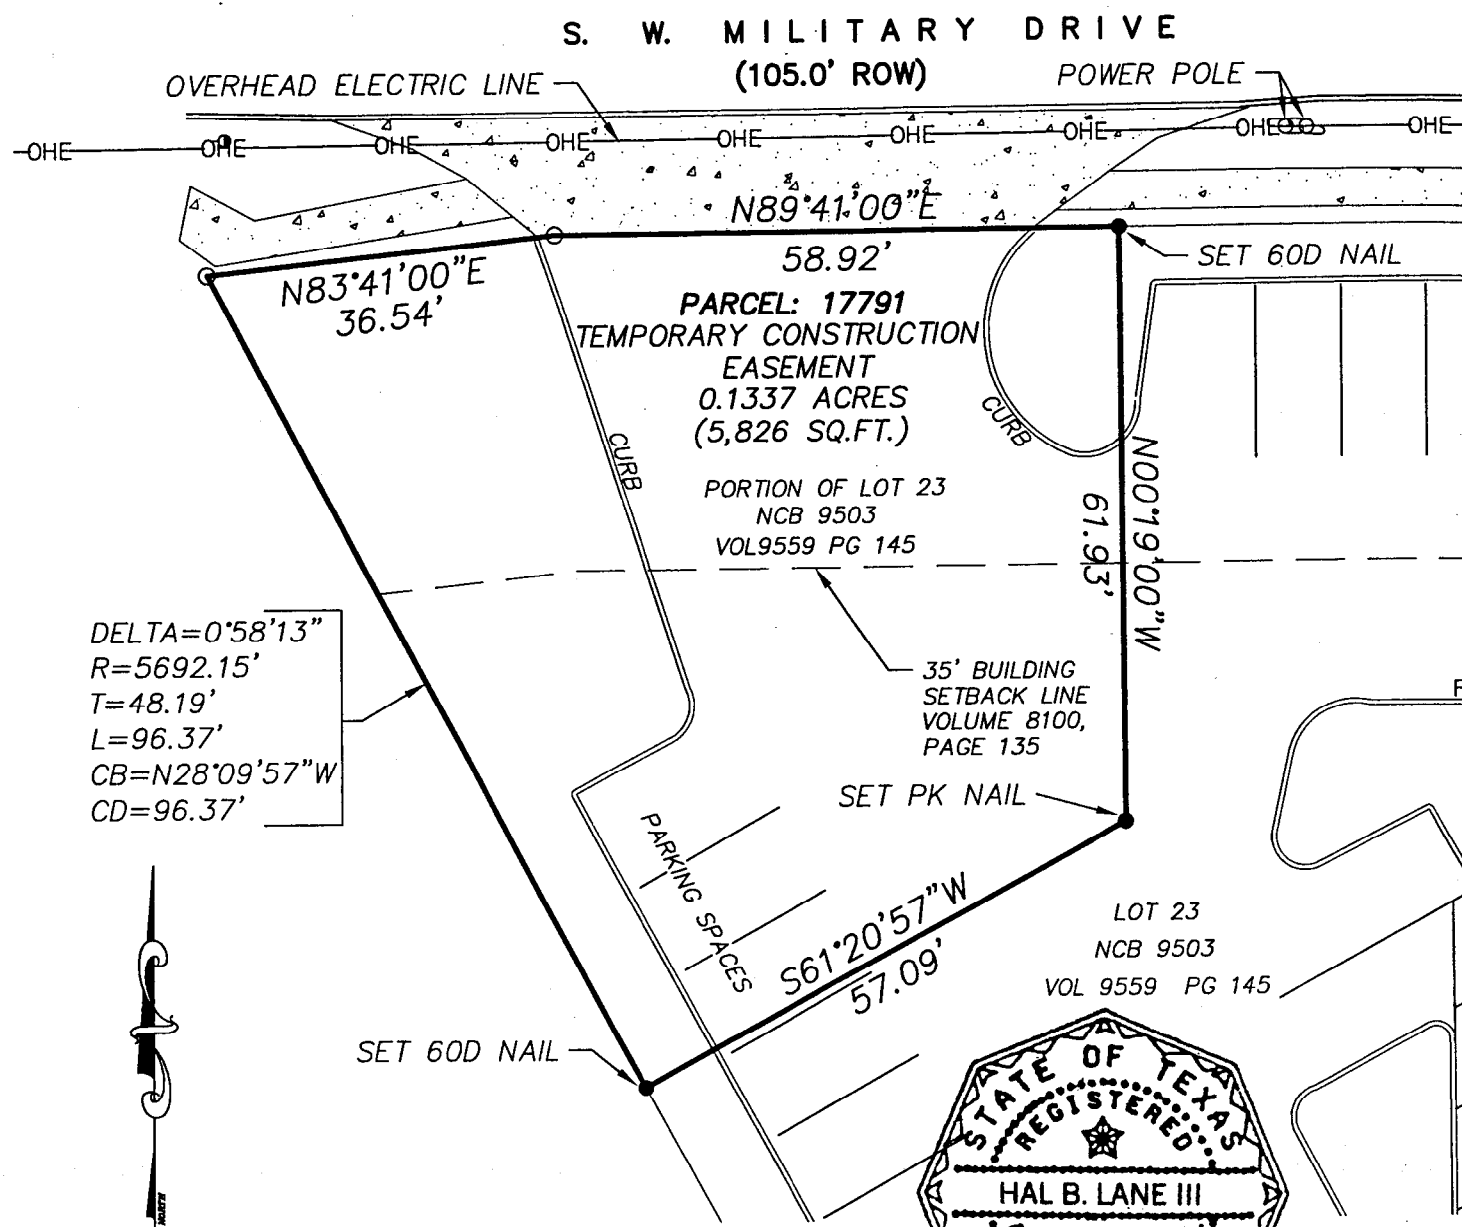 S. W. MILITARY DRIVE
(105.0' ROW)
OVERHEAD ELECTRIC LINE
POWER POLE
OHE
OHE
OHE
OHE
OHE
OHE
OHE
OHE
OHE
N89°41'00"E
58.92'
SET 60D NAIL
N83°41'00"E
36.54'
PARCEL: 17791
TEMPORARY CONSTRUCTION
EASEMENT
0.1337 ACRES
(5,826 SQ.FT.)
CURB
CURB
PORTION OF LOT 23
NCB 9503
VOL9559 PG 145
N00°19'00"W
61.93'
DELTA=0°58'13"
R=5692.15'
T=48.19'
L=96.37'
CB=N28°09'57"W
CD=96.37'
35' BUILDING
SETBACK LINE
VOLUME 8100,
PAGE 135
SET PK NAIL
PARKING SPACES
S61°20'57"W
57.09'
LOT 23
NCB 9503
VOL 9559 PG 145
SET 60D NAIL
STATE OF TEXAS
REGISTERED
HAL B. LANE III
NORTH